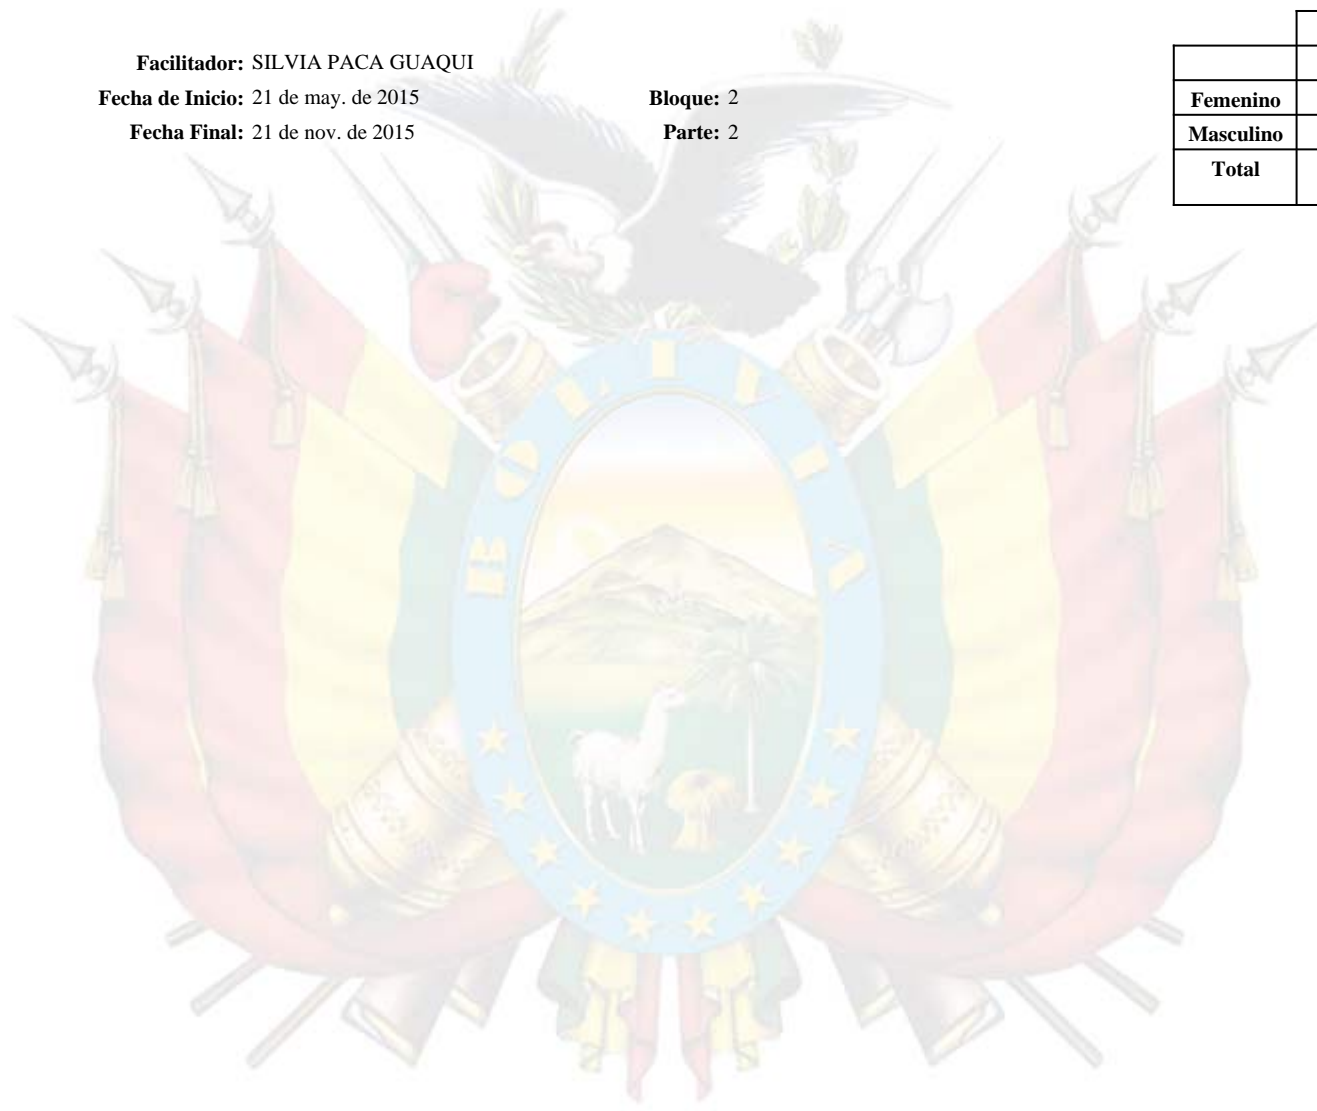 Facilitador: SILVIA PACA GUAQUI
Fecha de Inicio: 21 de may. de 2015 Bloque: 2
Fecha Final: 21 de nov. de 2015 Parte: 2
Femenino
Masculino
Total
BOLIVIA